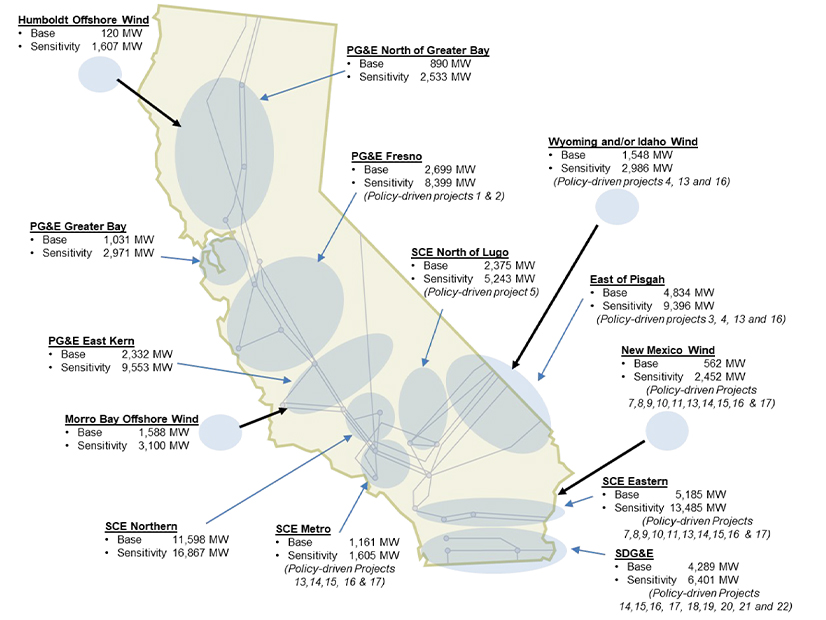 Humboldt Offshore Wind
• Base 120 MW
• Sensitivity 1,607 MW
PG&E North of Greater Bay
• Base 890 MW
• Sensitivity 2,533 MW
PG&E Fresno
• Base 2,699 MW
• Sensitivity 8,399 MW
(Policy-driven projects 1 & 2)
Wyoming and/or Idaho Wind
• Base 1,548 MW
• Sensitivity 2,986 MW
(Policy-driven projects 4, 13 and 16)
PG&E Greater Bay
• Base 1,031 MW
• Sensitivity 2,971 MW
SCE North of Lugo
• Base 2,375 MW
• Sensitivity 5,243 MW
(Policy-driven project 5)
East of Pisgah
• Base 4,834 MW
• Sensitivity 9,396 MW
(Policy-driven projects 3, 4, 13 and 16)
PG&E East Kern
• Base 2,332 MW
• Sensitivity 9,553 MW
New Mexico Wind
• Base 562 MW
• Sensitivity 2,452 MW
(Policy-driven Projects
7,8,9,10,11,13,14,15,16 & 17)
Morro Bay Offshore Wind
• Base 1,588 MW
• Sensitivity 3,100 MW
SCE Eastern
• Base 5,185 MW
• Sensitivity 13,485 MW
(Policy-driven Projects
7,8,9,10,11,13,14,15,16 & 17)
SCE Northern
• Base 11,598 MW
• Sensitivity 16,867 MW
SCE Metro
• Base 1,161 MW
• Sensitivity 1,605 MW
(Policy-driven Projects
13,14,15, 16 & 17)
SDG&E
• Base 4,289 MW
• Sensitivity 6,401 MW
(Policy-driven Projects
14,15,16, 17, 18,19, 20, 21 and 22)